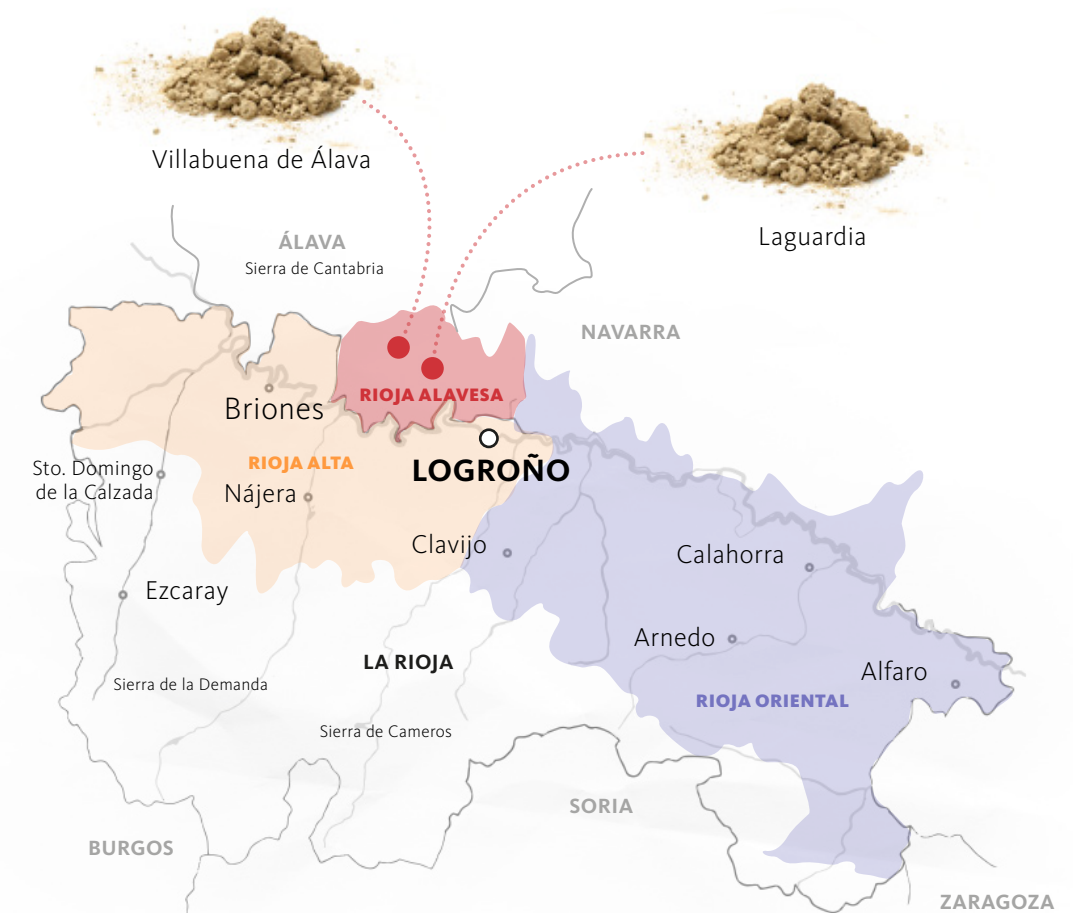 Villabuena de Álava
Laguardia
ÁLAVA
Sierra de Cantabria
NAVARRA
RIOJA ALAVESA
Briones
LOGROÑO
RIOJA ALTA
Sto. Domingo
de la Calzada
Nájera
Clavijo
Calahorra
Ezcaray
Arnedo
LA RIOJA
Alfaro
Sierra de la Demanda
RIOJA ORIENTAL
Sierra de Cameros
SORIA
BURGOS
ZARAGOZA